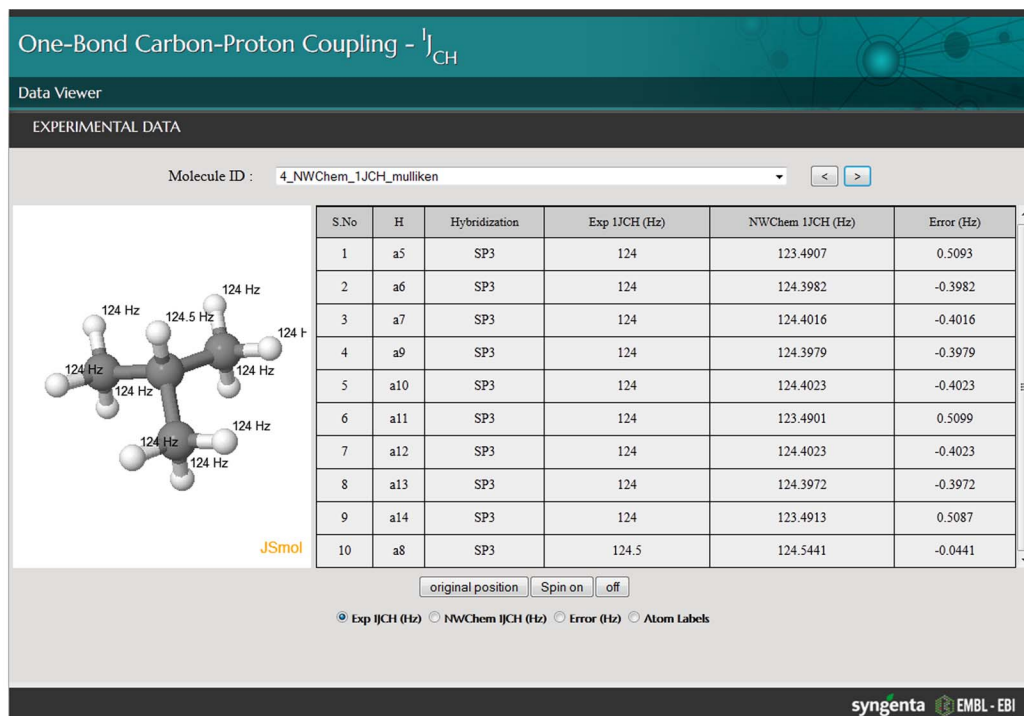 One-Bond Carbon-Proton Coupling - ¹J_CH
Data Viewer
EXPERIMENTAL DATA
Molecule ID : 4_NWChem_1JCH_mulliken < >
124 Hz
124 Hz
124.5 Hz
124 H
124 Hz
124 Hz
124 Hz
124 Hz
124 Hz
124 Hz
JSmol
S.No H Hybridization Exp 1JCH (Hz) NWChem 1JCH (Hz) Error (Hz)
1 a5 SP3 124 123.4907 0.5093
2 a6 SP3 124 124.3982 -0.3982
3 a7 SP3 124 124.4016 -0.4016
4 a9 SP3 124 124.3979 -0.3979
5 a10 SP3 124 124.4023 -0.4023
6 a11 SP3 124 123.4901 0.5099
7 a12 SP3 124 124.4023 -0.4023
8 a13 SP3 124 124.3972 -0.3972
9 a14 SP3 124 123.4913 0.5087
10 a8 SP3 124.5 124.5441 -0.0441
original position Spin on off
Exp IJCH (Hz) NWChem IJCH (Hz) Error (Hz) Atom Labels
syngenta EMBL - EBI